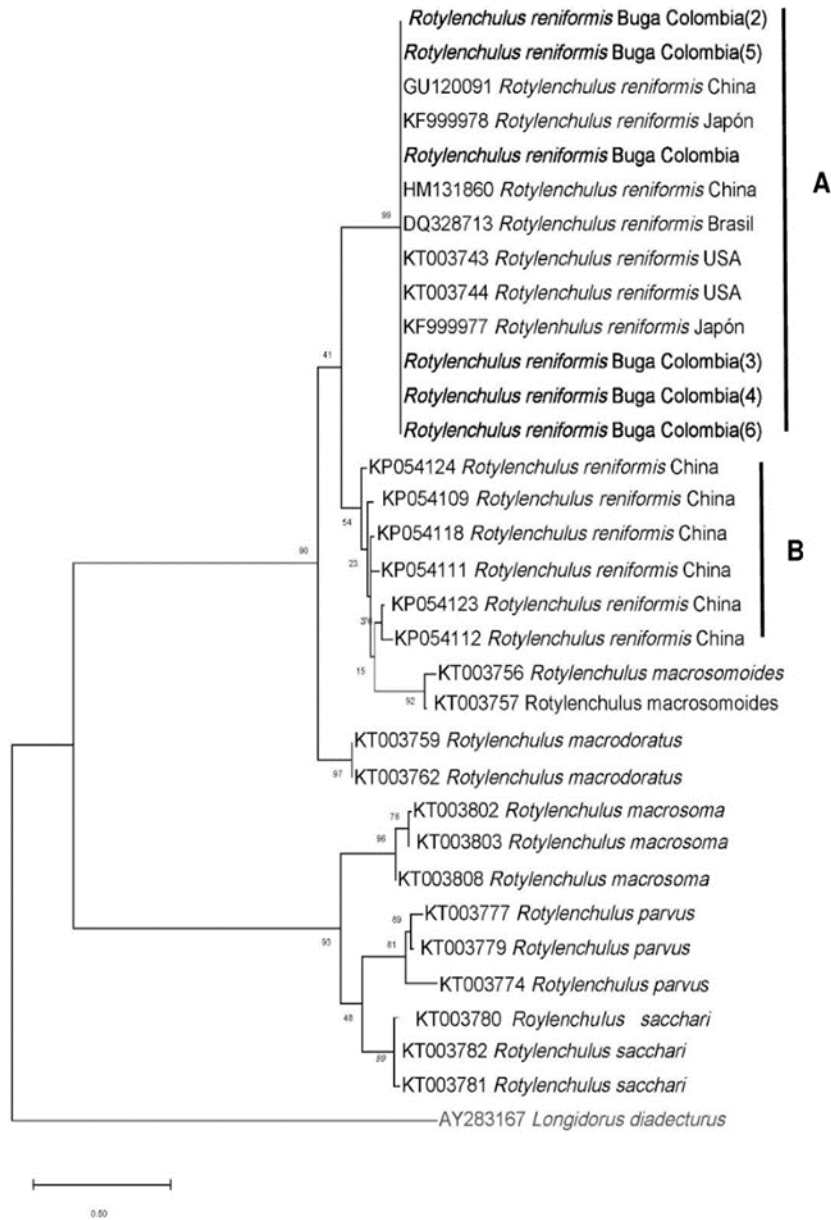 Rotylenchulus reniformis Buga Colombia(2)
Rotylenchulus reniformis Buga Colombia(5)
GU120091 Rotylenchulus reniformis China
KF999978 Rotylenchulus reniformis Japón
Rotylenchulus reniformis Buga Colombia
A
HM131860 Rotylenchulus reniformis China
99
DQ328713 Rotylenchulus reniformis Brasil
KT003743 Rotylenchulus reniformis USA
KT003744 Rotylenchulus reniformis USA
KF999977 Rotylenhulus reniformis Japón
41
Rotylenchulus reniformis Buga Colombia(3)
Rotylenchulus reniformis Buga Colombia(4)
Rotylenchulus reniformis Buga Colombia(6)
KP054124 Rotylenchulus reniformis China
KP054109 Rotylenchulus reniformis China
54
KP054118 Rotylenchulus reniformis China
90
B
23
KP054111 Rotylenchulus reniformis China
KP054123 Rotylenchulus reniformis China
KP054112 Rotylenchulus reniformis China
15
KT003756 Rotylenchulus macrosomoides
92
KT003757 Rotylenchulus macrosomoides
KT003759 Rotylenchulus macrodoratus
97
KT003762 Rotylenchulus macrodoratus
76
KT003802 Rotylenchulus macrosoma
96
KT003803 Rotylenchulus macrosoma
KT003808 Rotylenchulus macrosoma
69
KT003777 Rotylenchulus parvus
93
81
KT003779 Rotylenchulus parvus
KT003774 Rotylenchulus parvus
48
KT003780 Roylenchulus sacchari
99
KT003782 Rotylenchulus sacchari
KT003781 Rotylenchulus sacchari
AY283167 Longidorus diadecturus
0.50